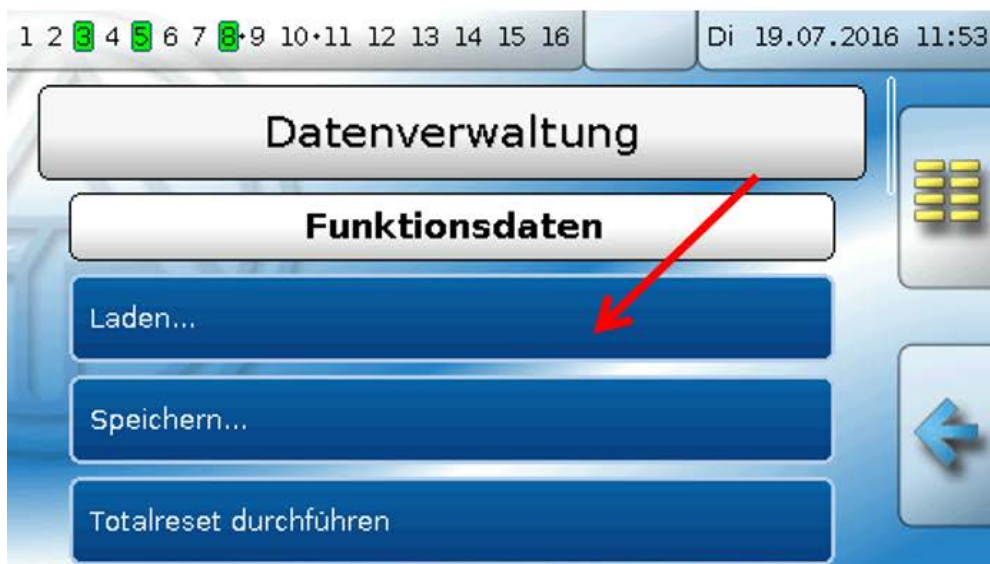 1 2 3 4 5 6 7 8·9 10·11 12 13 14 15 16 Di 19.07.2016 11:53
Datenverwaltung
Funktionsdaten
Laden...
Speichern...
Totalreset durchführen